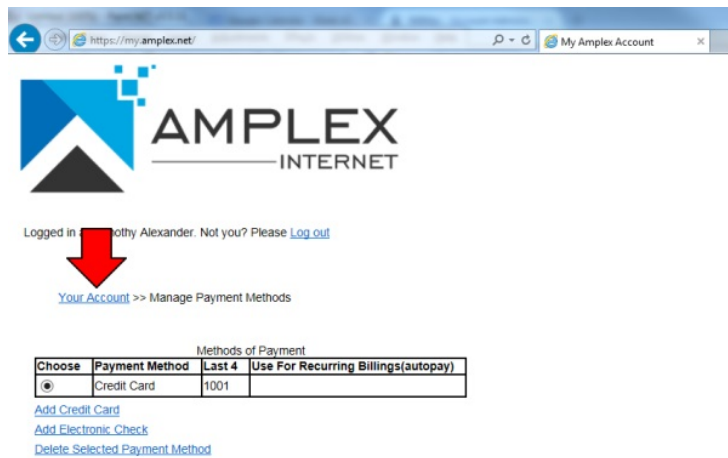 https://my.amplex.net/
My Amplex Account
AMPLEX
INTERNET
Logged in othy Alexander. Not you? Please Log out
Your Account >> Manage Payment Methods
Methods of Payment
Choose Payment Method Last 4 Use For Recurring Billings(autopay)
Credit Card 1001
Add Credit Card
Add Electronic Check
Delete Selected Payment Method